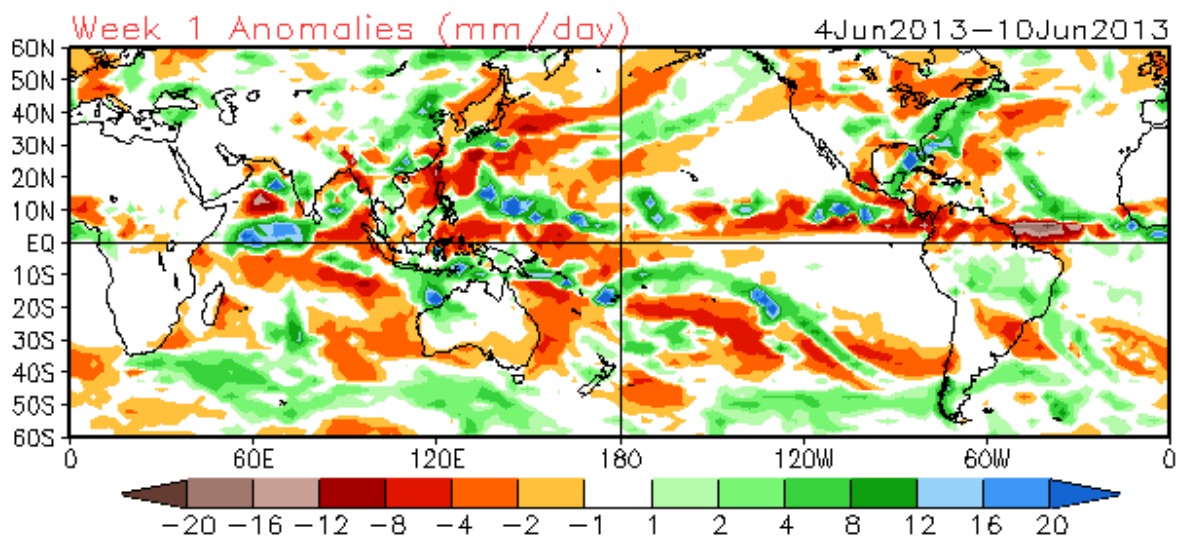 Week 1 Anomalies (mm/day) 4Jun2013–10Jun2013
60N
50N
40N
30N
20N
10N
EQ
10S
20S
30S
40S
50S
60S
0 60E 120E 180 120W 60W 0
−20 −16 −12 −8 −4 −2 −1 1 2 4 8 12 16 20